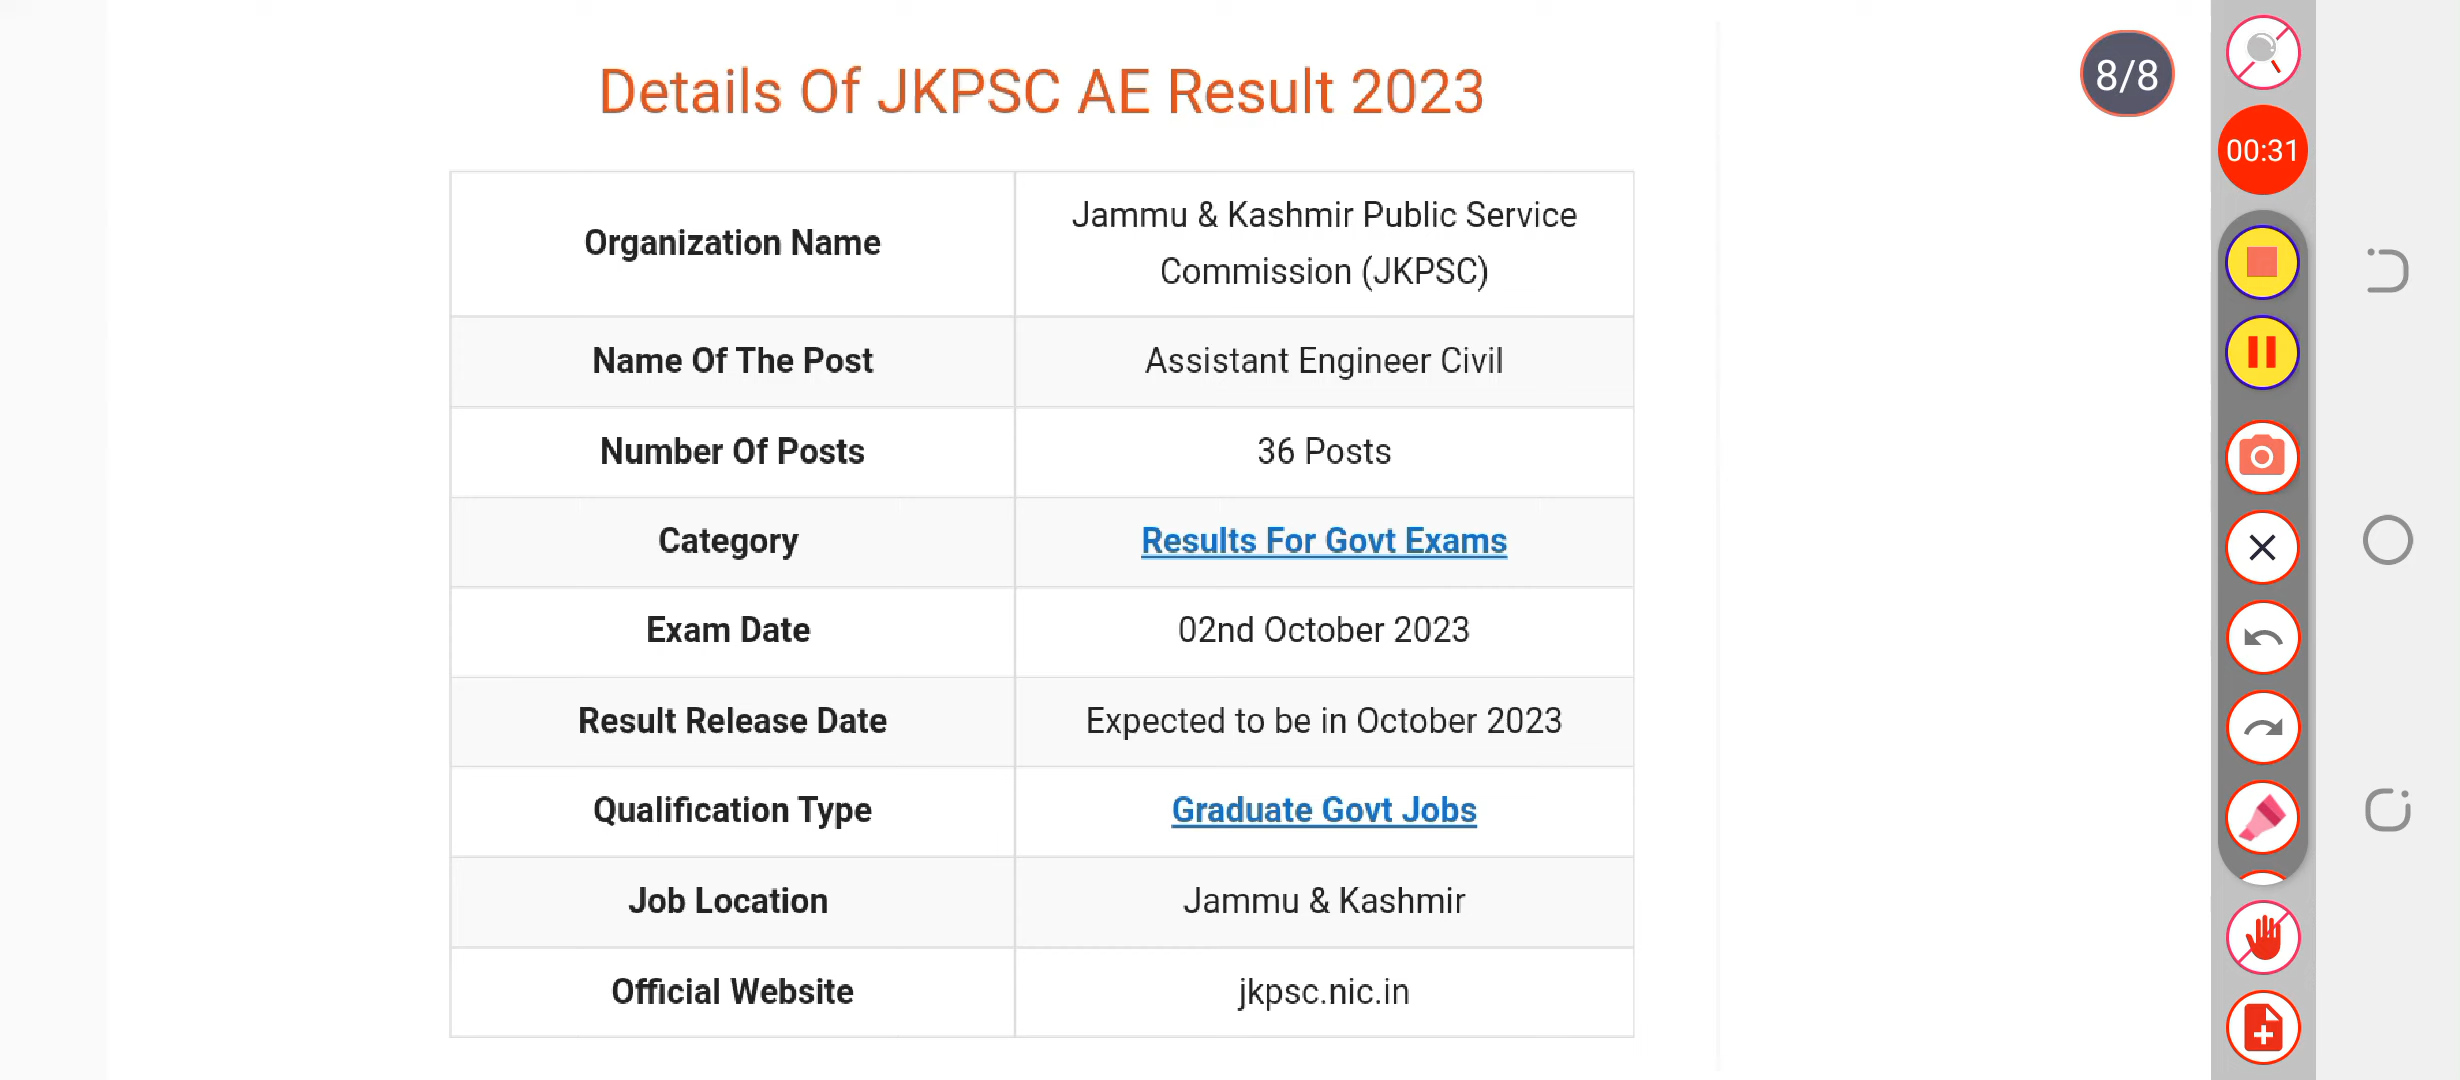 Details Of JKPSC AE Result 2023
8/8
00:31
Organization Name
Jammu & Kashmir Public Service
Commission (JKPSC)
Name Of The Post
Assistant Engineer Civil
Number Of Posts
36 Posts
Category
Results For Govt Exams
Exam Date
02nd October 2023
Result Release Date
Expected to be in October 2023
Qualification Type
Graduate Govt Jobs
Job Location
Jammu & Kashmir
Official Website
jkpsc.nic.in